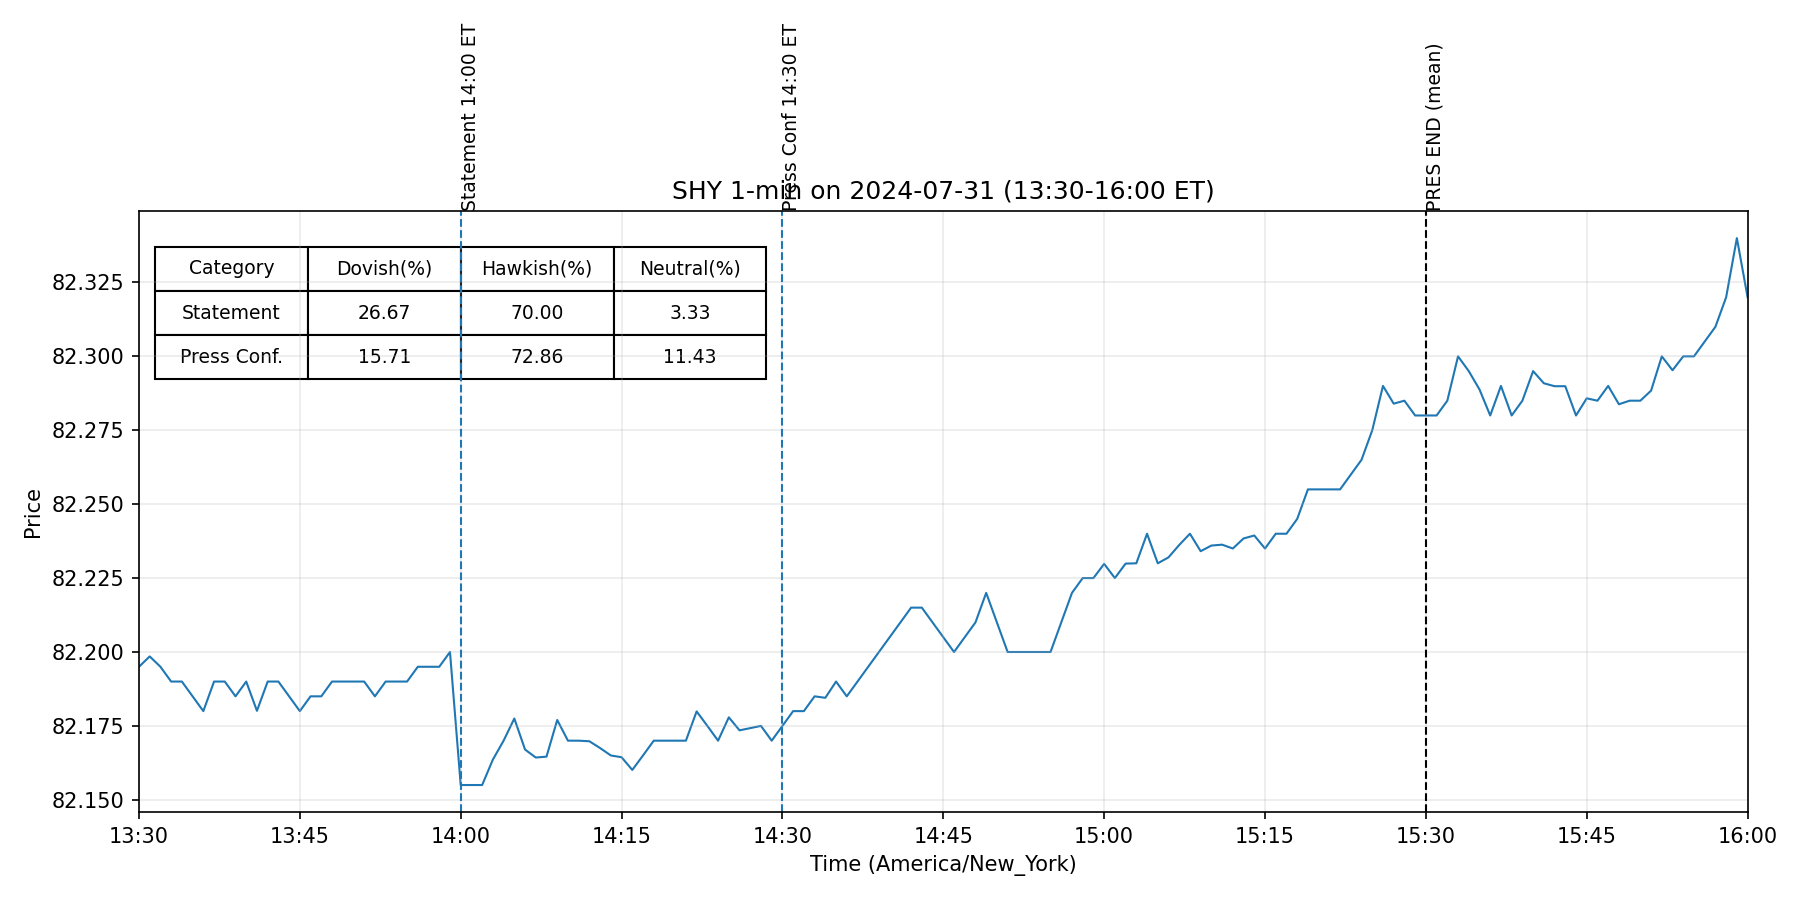 Statement 14:00 ET
Press Conf 14:30 ET
PRES END (mean)
SHY 1-min on 2024-07-31 (13:30-16:00 ET)
Category Dovish(%) Hawkish(%) Neutral(%)
Statement 26.67 70.00 3.33
Press Conf. 15.71 72.86 11.43
Price
82.325
82.300
82.275
82.250
82.225
82.200
82.175
82.150
13:30 13:45 14:00 14:15 14:30 14:45 15:00 15:15 15:30 15:45 16:00
Time (America/New_York)